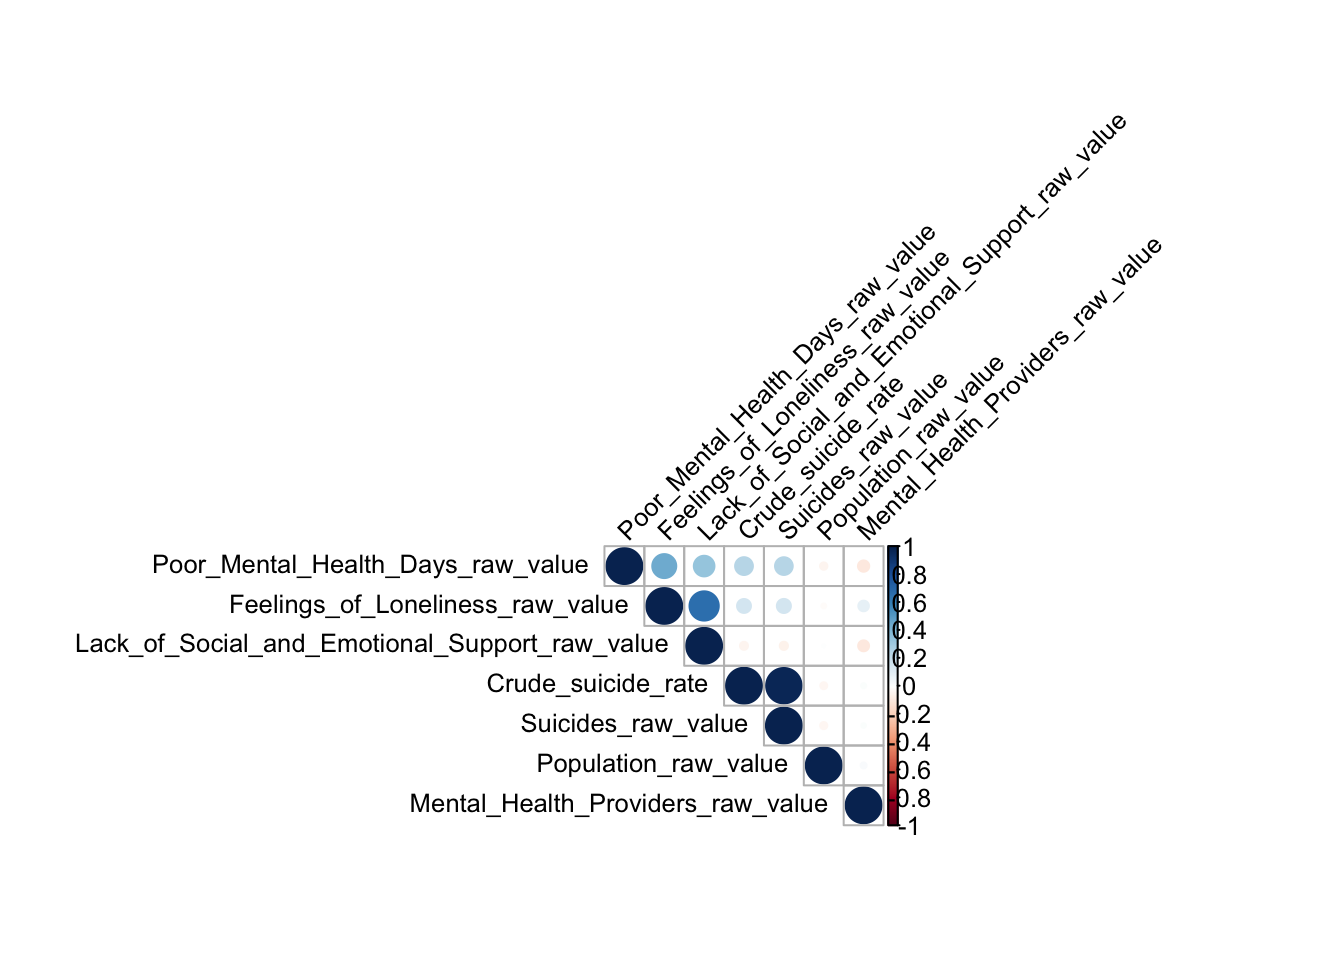 Poor_Mental_Health_Days_raw_value
Feelings_of_Loneliness_raw_value
Lack_of_Social_and_Emotional_Support_raw_value
Crude_suicide_rate
Suicides_raw_value
Population_raw_value
Mental_Health_Providers_raw_value
Poor_Mental_Health_Days_raw_value
Feelings_of_Loneliness_raw_value
Lack_of_Social_and_Emotional_Support_raw_value
Crude_suicide_rate
Suicides_raw_value
Population_raw_value
Mental_Health_Providers_raw_value
1
0.8
0.6
0.4
0.2
0
-0.2
-0.4
-0.6
-0.8
-1